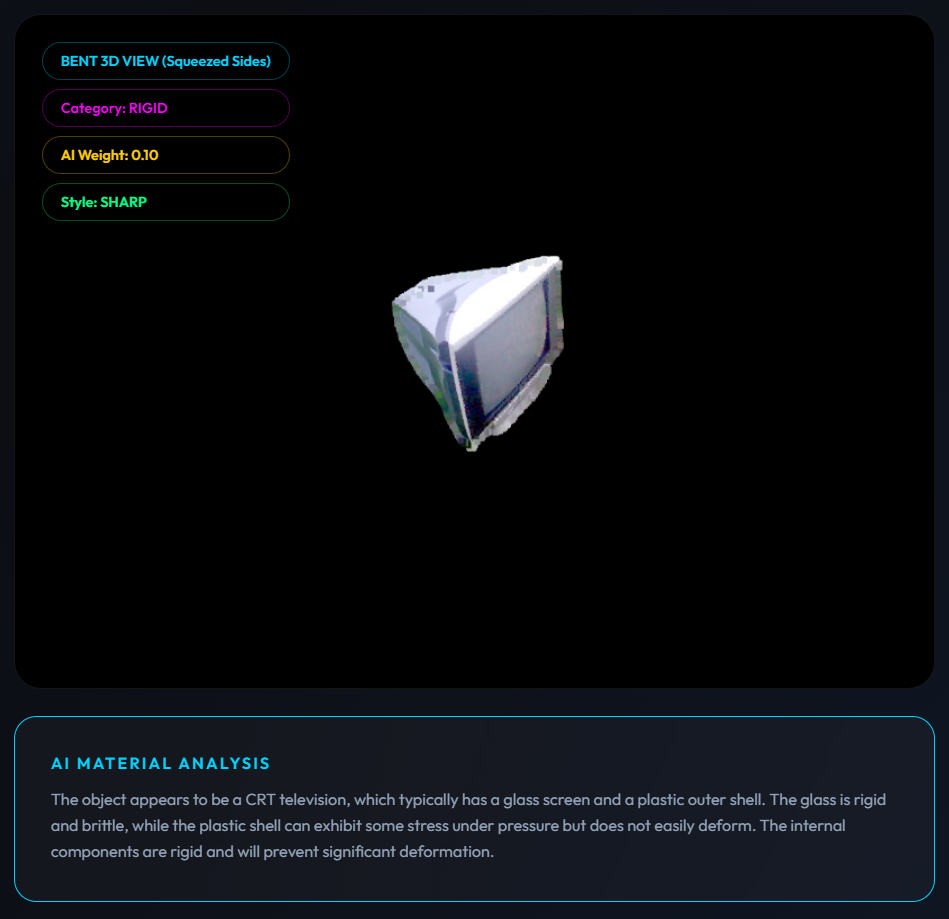 BENT 3D VIEW (Squeezed Sides)
Category: RIGID
AI Weight: 0.10
Style: SHARP
AI MATERIAL ANALYSIS
The object appears to be a CRT television, which typically has a glass screen and a plastic outer shell. The glass is rigid
and brittle, while the plastic shell can exhibit some stress under pressure but does not easily deform. The internal
components are rigid and will prevent significant deformation.